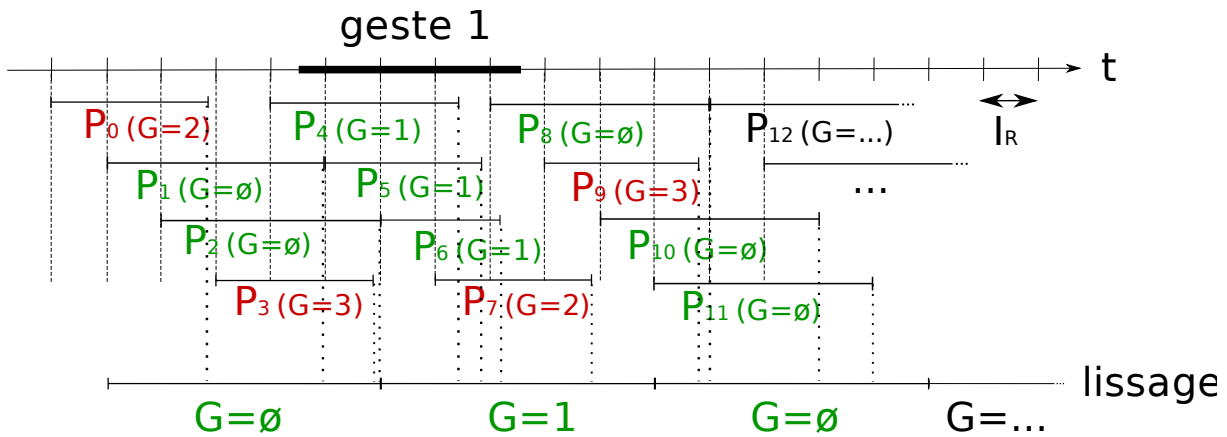 geste 1
t
P0 (G=2)
P4 (G=1)
P8 (G=ø)
P12 (G=...)
IR
P1 (G=ø)
P5 (G=1)
P9 (G=3)
...
P2 (G=ø)
P6 (G=1)
P10 (G=ø)
P3 (G=3)
P7 (G=2)
P11 (G=ø)
lissage
G=ø
G=1
G=ø
G=...